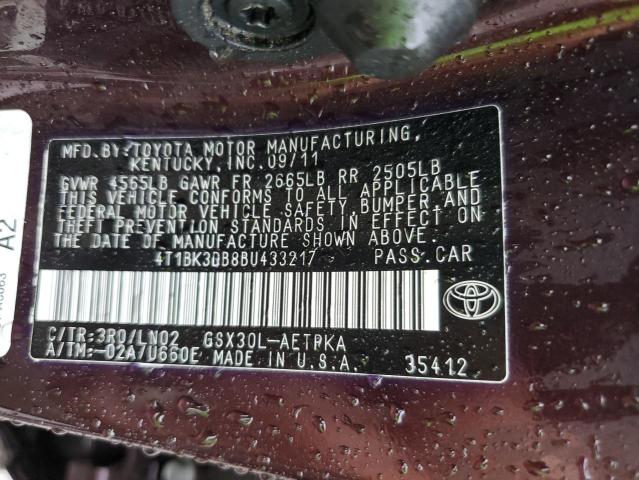 MFD.BY:TOYOTA MOTOR MANUFACTURING,
KENTUCKY, INC.09/11
GVWR 4565LB GAWR FR 2665LB RR 2505LB
THIS VEHICLE CONFORMS TO ALL APPLICABLE
FEDERAL MOTOR VEHICLE SAFETY, BUMPER, AND
THEFT PREVENTION STANDARDS IN EFFECT ON
THE DATE OF MANUFACTURE SHOWN ABOVE.
4T1BK3DB8BU433217 PASS.CAR
C/TR:3R0/LN02 GSX30L-AETPKA
A/TM:-02A/U660E MADE IN U.S.A. 35412
A2